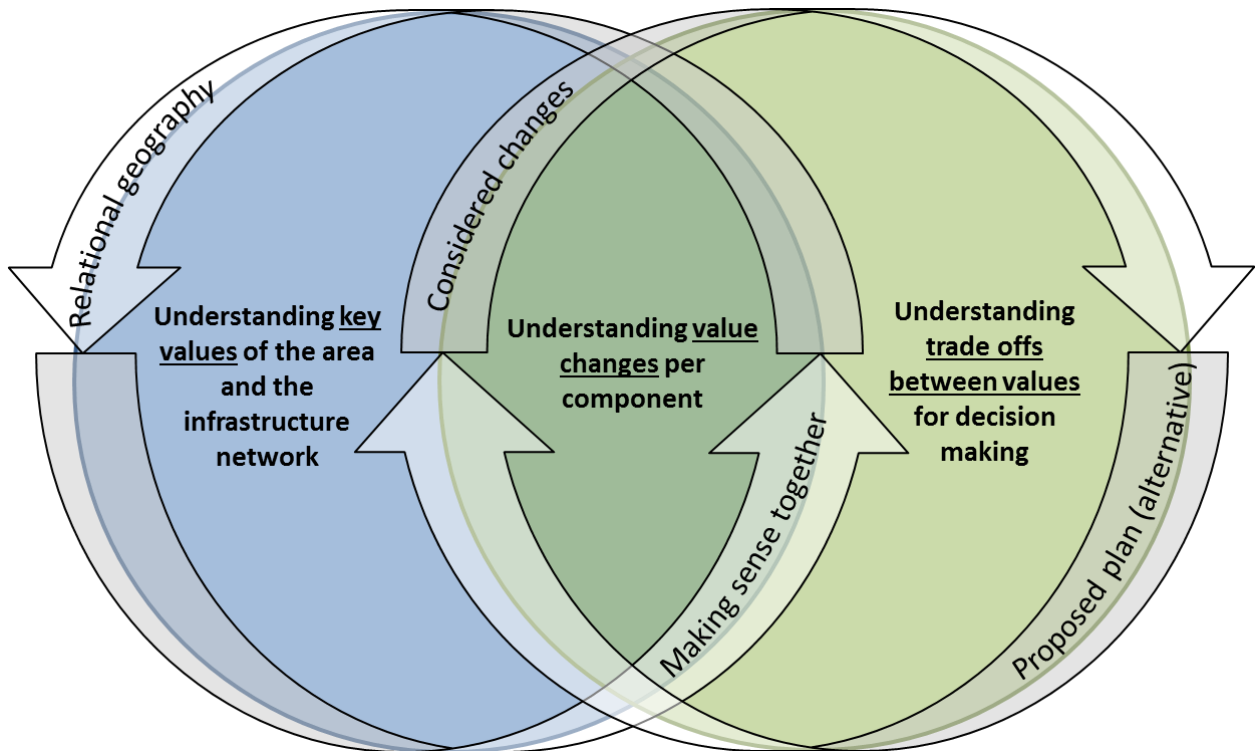 Relational geography
Considered changes
Understanding key
values of the area
and the
infrastructure
network
Understanding value
changes per
component
Understanding
trade offs
between values
for decision
making
Making sense together
Proposed plan (alternative)